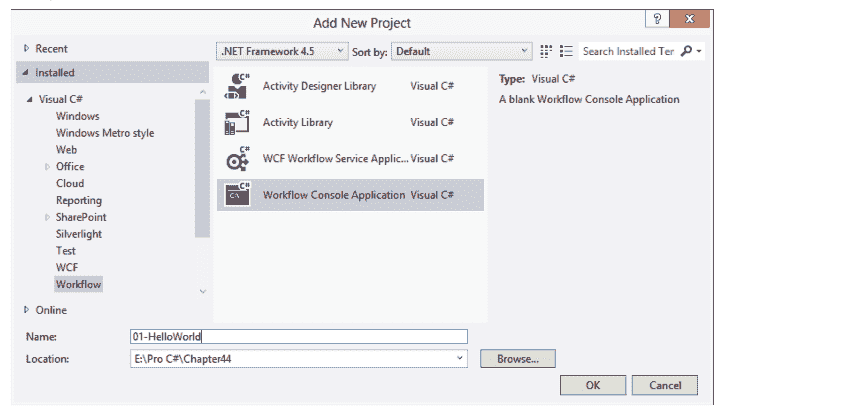 Add New Project
?
Recent
.NET Framework 4.5
Sort by:
Default
Search Installed Ter
Installed
Visual C#
Windows
Windows Metro style
Web
Office
Cloud
Reporting
SharePoint
Silverlight
Test
WCF
Workflow
Online
C# Activity Designer Library Visual C#
C# Activity Library Visual C#
C# WCF Workflow Service Applic... Visual C#
C# Workflow Console Application Visual C#
Type: Visual C#
A blank Workflow Console Application
Name: 01-HelloWorld
Location: E:\Pro C#\Chapter44
Browse...
OK
Cancel